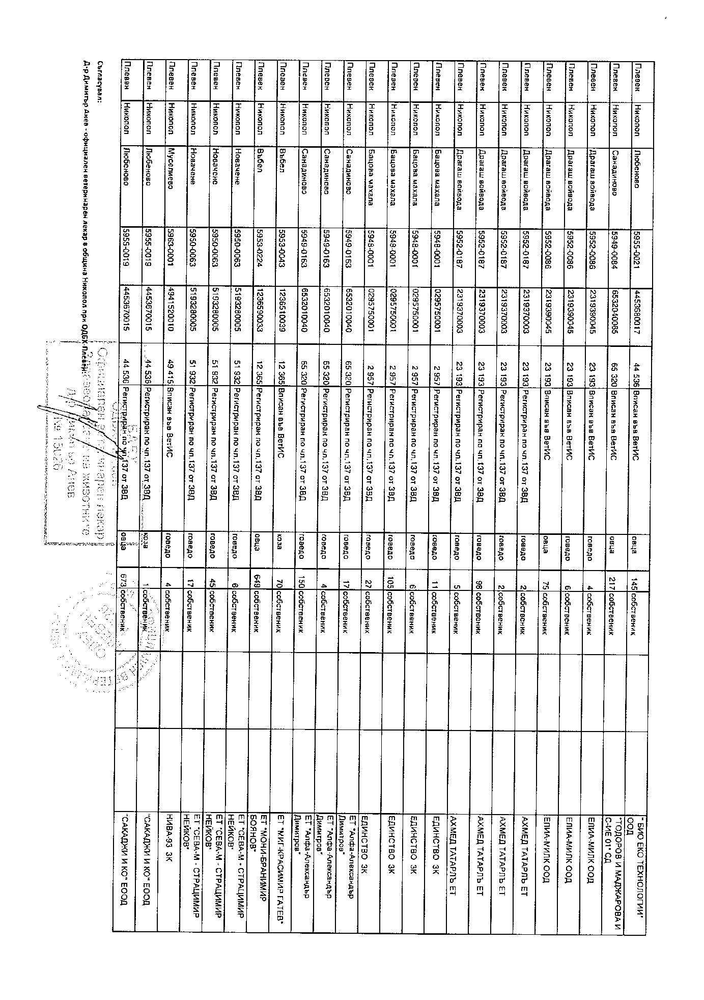 Плевен Никопол Любеново 5955-0021 4453680017 44 536 Вписан във ВетИС овца 145 собственик " БИО ЕКО ТЕХНОЛОГИИ" ООД
Плевен Никопол Санадиново 5949-0084 6532040065 65 320 Вписан във ВетИС овца 217 собственик "ТОДОРОВ И МАДЖАРОВА И С-ИЕ 01" СД
Плевен Никопол Драгаш войвода 5952-0086 2319390045 23 193 Вписан във ВетИС говедо 4 собственик ЕЛИА-МИЛК ООД
Плевен Никопол Драгаш войвода 5952-0086 2319390045 23 193 Вписан във ВетИС говедо 6 собственик ЕЛИА-МИЛК ООД
Плевен Никопол Драгаш войвода 5952-0086 2319390045 23 193 Вписан във ВетИС овца 75 собственик ЕЛИА-МИЛК ООД
Плевен Никопол Драгаш войвода 5952-0187 2319370003 23 193 Регистриран по чл.137 от ЗВД говедо 2 собственик АХМЕД ТАТАРЛЪ ЕТ
Плевен Никопол Драгаш войвода 5952-0187 2319370003 23 193 Регистриран по чл.137 от ЗВД говедо 2 собственик АХМЕД ТАТАРЛЪ ЕТ
Плевен Никопол Драгаш войвода 5952-0187 2319370003 23 193 Регистриран по чл.137 от ЗВД говедо 98 собственик АХМЕД ТАТАРЛЪ ЕТ
Плевен Никопол Драгаш войвода 5952-0187 2319370003 23 193 Регистриран по чл.137 от ЗВД говедо 5 собственик АХМЕД ТАТАРЛЪ ЕТ
Плевен Никопол Бацова махала 5948-0001 0295750001 2 957 Регистриран по чл.137 от ЗВД говедо 11 собственик ЕДИНСТВО ЗК
Плевен Никопол Бацова махала 5948-0001 0295750001 2 957 Регистриран по чл.137 от ЗВД говедо 6 собственик ЕДИНСТВО ЗК
Плевен Никопол Бацова махала 5948-0001 0295750001 2 957 Регистриран по чл.137 от ЗВД говедо 105 собственик ЕДИНСТВО ЗК
Плевен Никопол Бацова махала 5948-0001 0295750001 2 957 Регистриран по чл.137 от ЗВД говедо 27 собственик ЕДИНСТВО ЗК
Плевен Никопол Санадиново 5949-0163 6532010040 65 320 Регистриран по чл.137 от ЗВД говедо 17 собственик ЕТ "Алфа-Александър Димитров"
Плевен Никопол Санадиново 5949-0163 6532010040 65 320 Регистриран по чл.137 от ЗВД говедо 4 собственик ЕТ "Алфа-Александър Димитров"
Плевен Никопол Санадиново 5949-0163 6532010040 65 320 Регистриран по чл.137 от ЗВД говедо 150 собственик ЕТ "Алфа-Александър Димитров"
Плевен Никопол Въбел 5953-0043 1236510039 12 365 Вписан във ВетИС коза 70 собственик ЕТ "МИГ-КРАСИМИР ГАТЕВ"
Плевен Никопол Въбел 5953-0224 1236590033 12 365 Регистриран по чл.137 от ЗВД овца 649 собственик ЕТ "МОНИ-БРАНИМИР БОЯНОВ"
Плевен Никопол Новачене 5950-0063 5193280005 51 932 Регистриран по чл.137 от ЗВД говедо 6 собственик ЕТ "СЕВА-М - СТРАЦИМИР НЕЙКОВ"
Плевен Никопол Новачене 5950-0063 5193280005 51 932 Регистриран по чл.137 от ЗВД говедо 45 собственик ЕТ "СЕВА-М - СТРАЦИМИР НЕЙКОВ"
Плевен Никопол Новачене 5950-0063 5193280005 51 932 Регистриран по чл.137 от ЗВД говедо 17 собственик ЕТ "СЕВА-М - СТРАЦИМИР НЕЙКОВ"
Плевен Никопол Муселиево 5963-0001 4941520010 49 415 Вписан във ВетИС говедо 4 собственик НИВА-93 ЗК
Плевен Никопол Любеново 5955-0019 4453670015 44 536 Регистриран по чл.137 от ЗВД коза 1 собственик "САКАДЖИ И КО" ЕООД
Плевен Никопол Любеново 5955-0019 4453670015 44 536 Регистриран по чл.137 от ЗВД овца 673 собственик "САКАДЖИ И КО" ЕООД
Съгласувал:
Д-р Димитър Анев - официален ветеринарен лекар в община Никопол при ОДБХ-Плевен:
БАБХ
Официален ветеринарен лекар
на животните
Анев
№ 1526